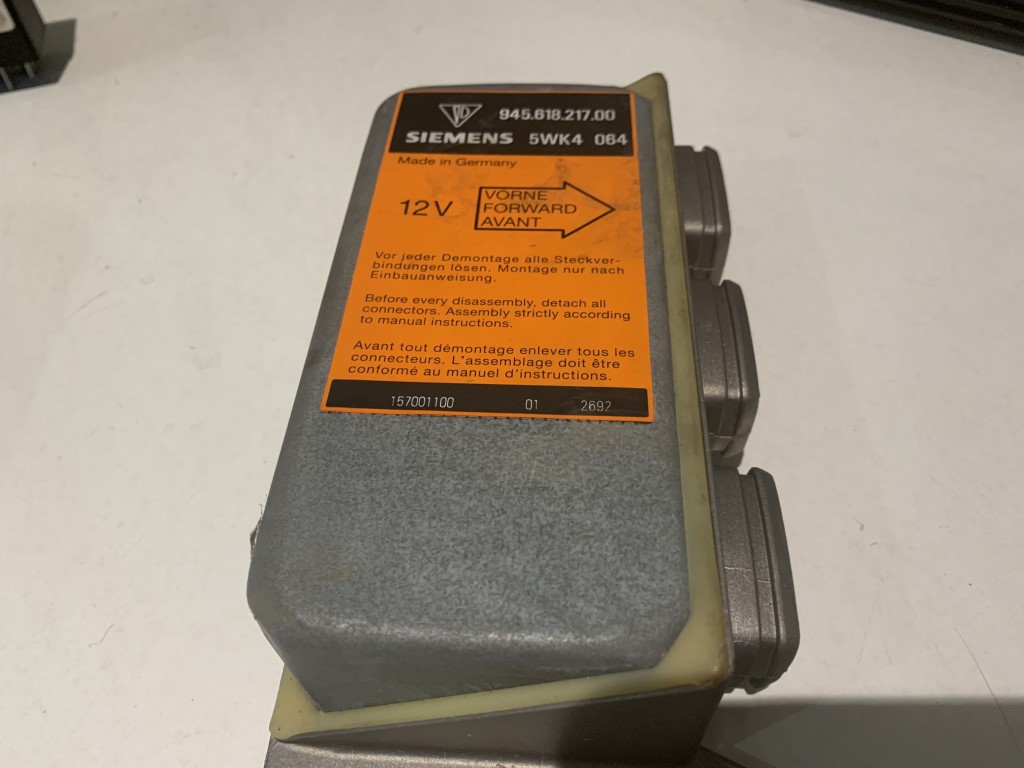 945.618.217.00
SIEMENS 5WK4 064
Made in Germany
12V
VORNE
FORWARD
AVANT
Vor jeder Demontage alle Steckver-
bindungen lösen. Montage nur nach
Einbauanweisung.
Before every disassembly, detach all
connectors. Assembly strictly according
to manual instructions.
Avant tout démontage enlever tous les
connecteurs. L'assemblage doit être
conformé au manuel d'instructions.
157001100 01 2692